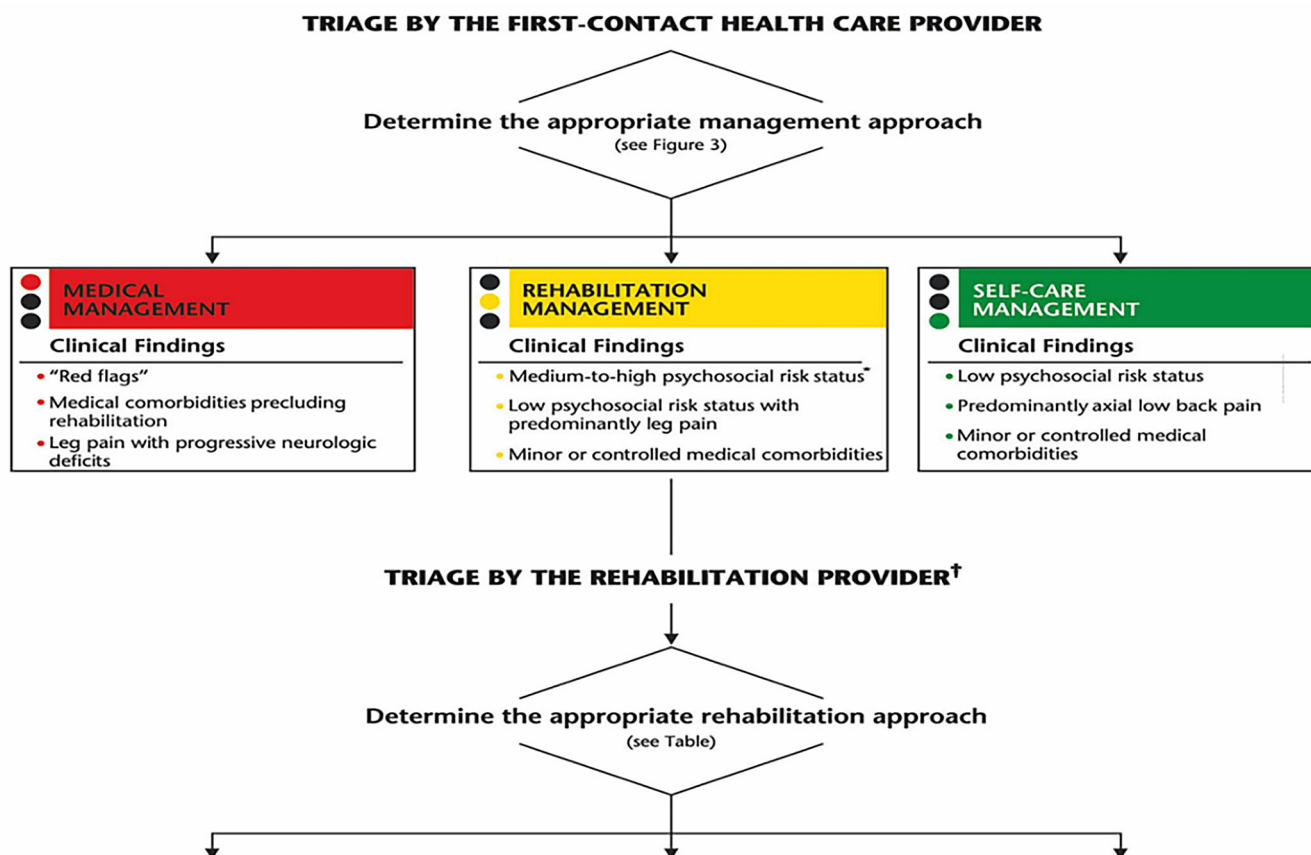 TRIAGE BY THE FIRST-CONTACT HEALTH CARE PROVIDER
Determine the appropriate management approach
(see Figure 3)
MEDICAL
MANAGEMENT
Clinical Findings
• "Red flags"
• Medical comorbidities precluding
rehabilitation
• Leg pain with progressive neurologic
deficits
REHABILITATION
MANAGEMENT
Clinical Findings
• Medium-to-high psychosocial risk status*
• Low psychosocial risk status with
predominantly leg pain
• Minor or controlled medical comorbidities
SELF-CARE
MANAGEMENT
Clinical Findings
• Low psychosocial risk status
• Predominantly axial low back pain
• Minor or controlled medical
comorbidities
TRIAGE BY THE REHABILITATION PROVIDER†
Determine the appropriate rehabilitation approach
(see Table)